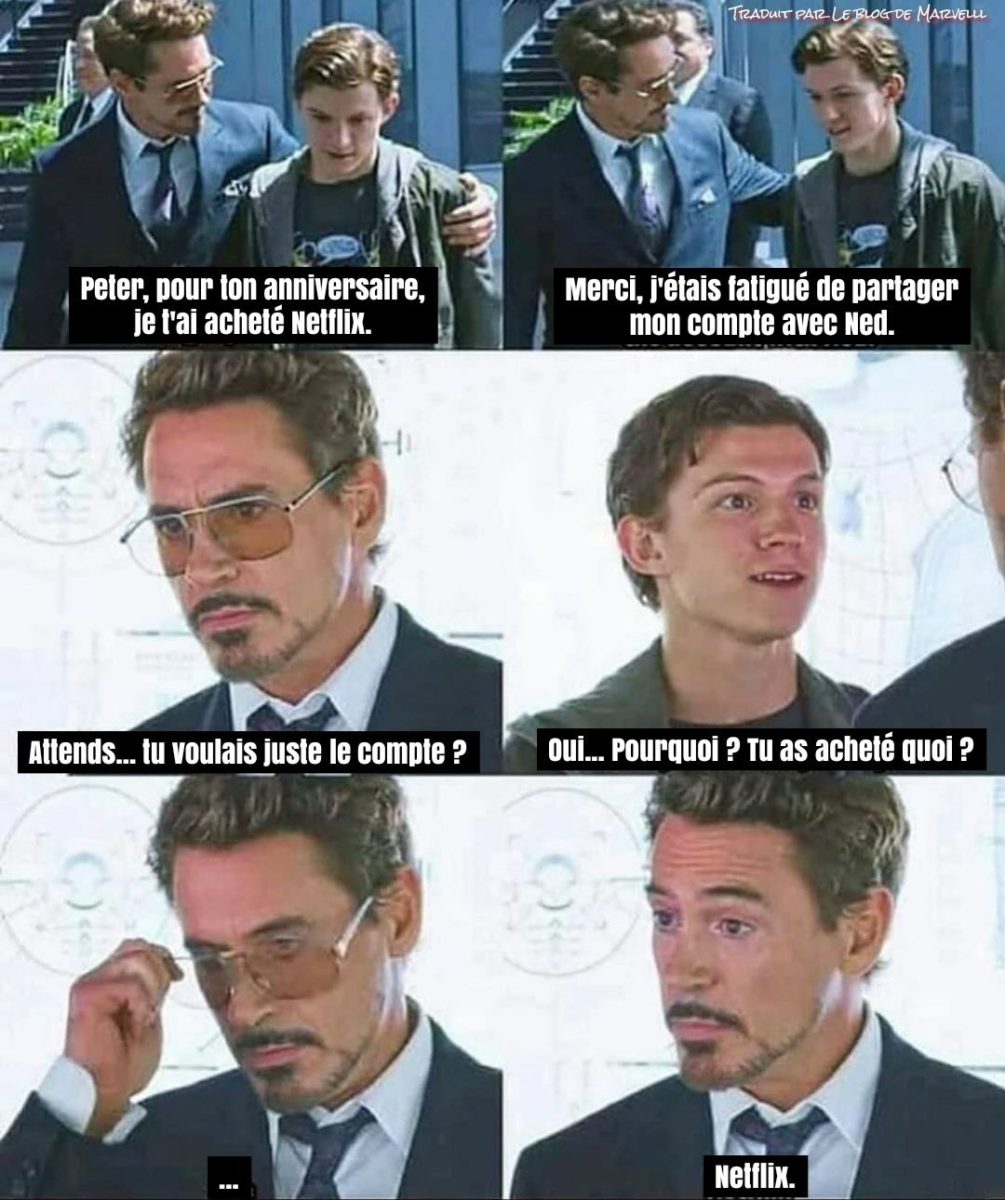 Traduit par Le blog de Marvelll
Peter, pour ton anniversaire,
je t'ai acheté Netflix.
Merci, j'étais fatigué de partager
mon compte avec Ned.
Attends... tu voulais juste le compte ?
Oui... Pourquoi ? Tu as acheté quoi ?
...
Netflix.